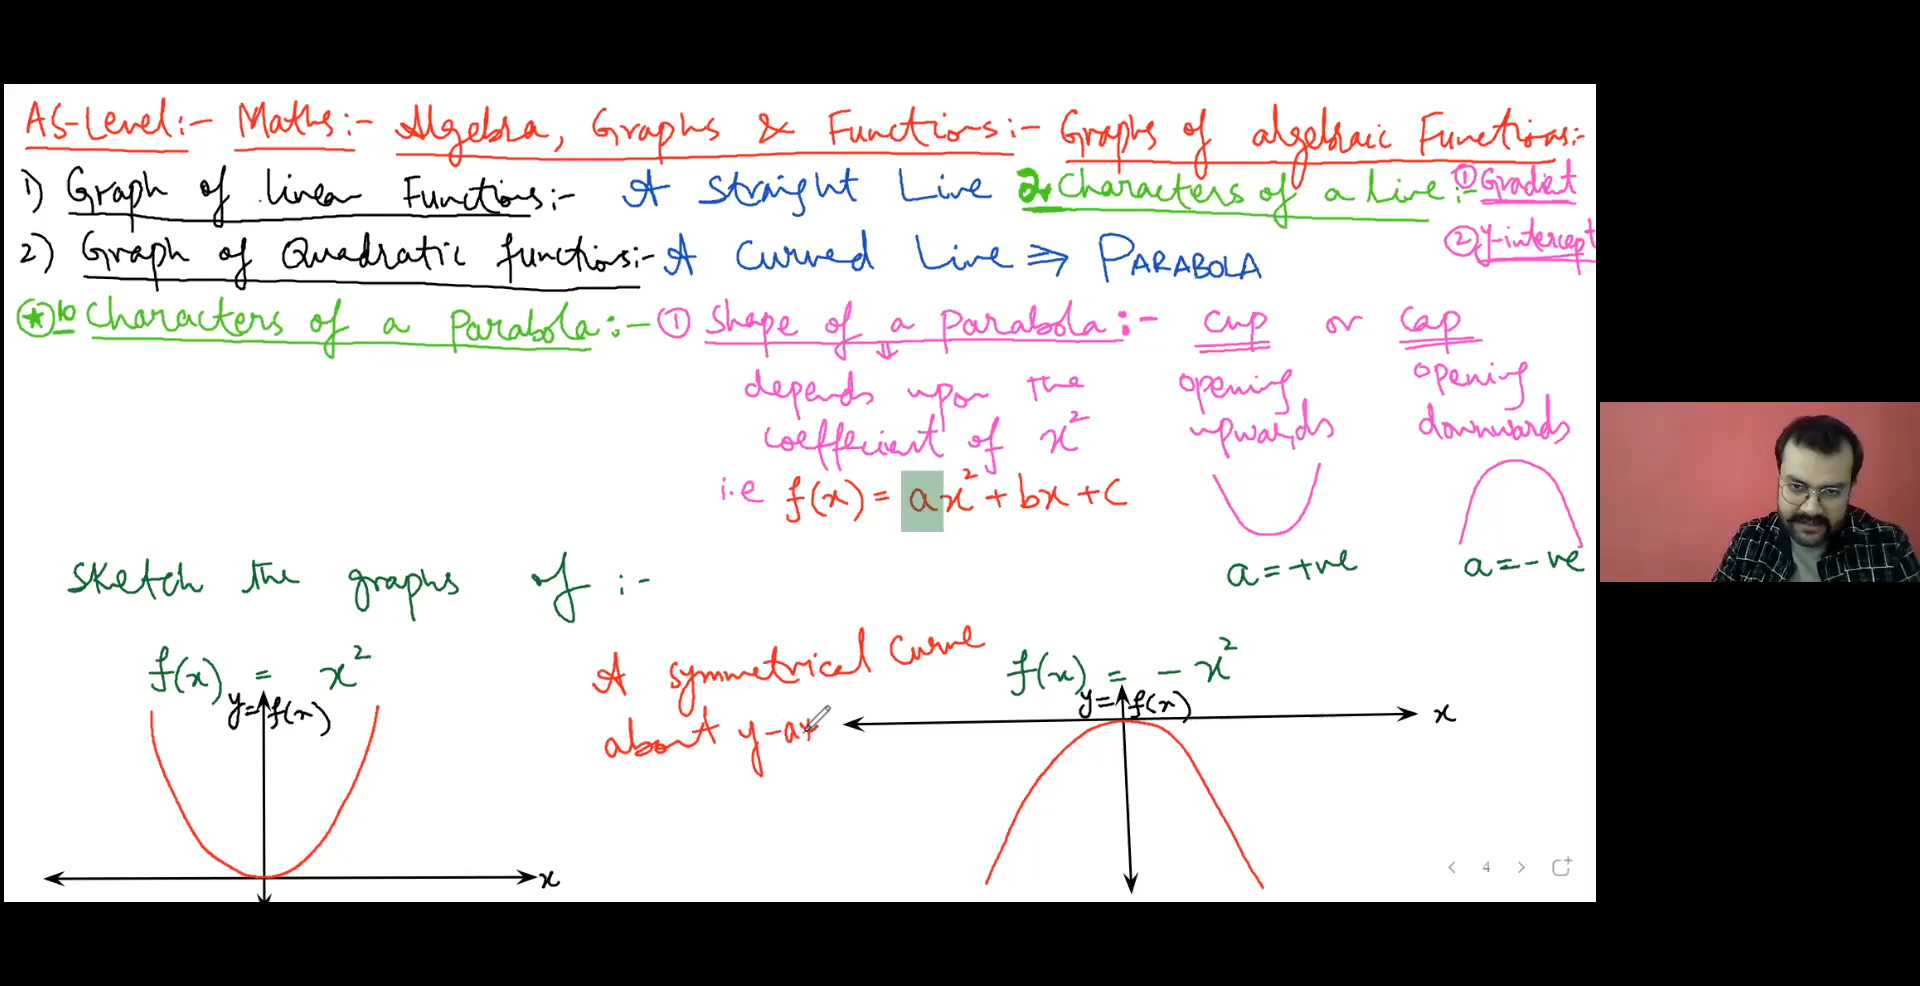 AS-Level:- Maths:- Algebra, Graphs & Functions:- Graphs of algebraic Functions:-
1) Graph of linear Functions:- A Straight Line 2 Characters of a Line:- ① Gradiet
② y-intercept
2) Graph of Quadratic functions:- A Curved Line ⇒ PARABOLA
Characters of a Parabola:- ① Shape of a parabola:- cup or cap
depends upon the coefficient of x²
opening upwards
opening downwards
i.e f(x) = ax² + bx + c
a = +ve
a = -ve
Sketch the graphs of :-
f(x) = x²
y = f(x)
x
A symmetrical Curve
about y-ax
f(x) = -x²
y = f(x)
x
< 4 >